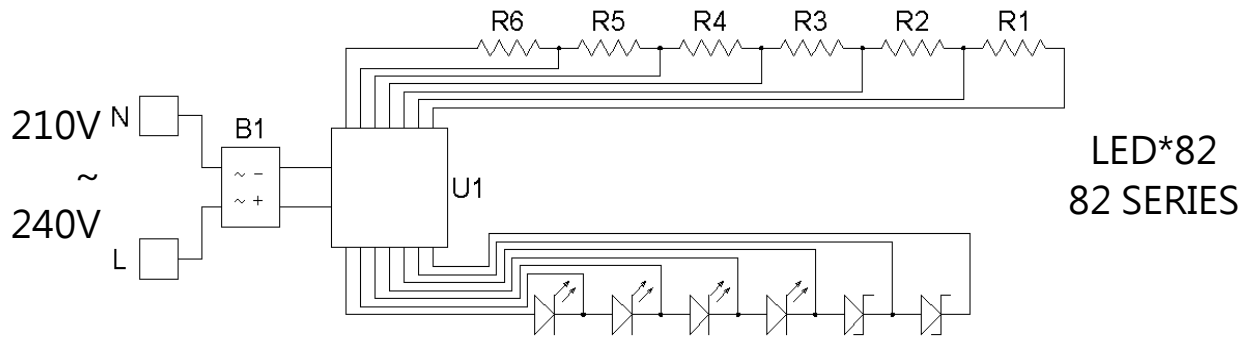 R6 R5 R4 R3 R2 R1
210V
~
240V
N
L
B1
~ -
~ +
U1
LED*82
82 SERIES